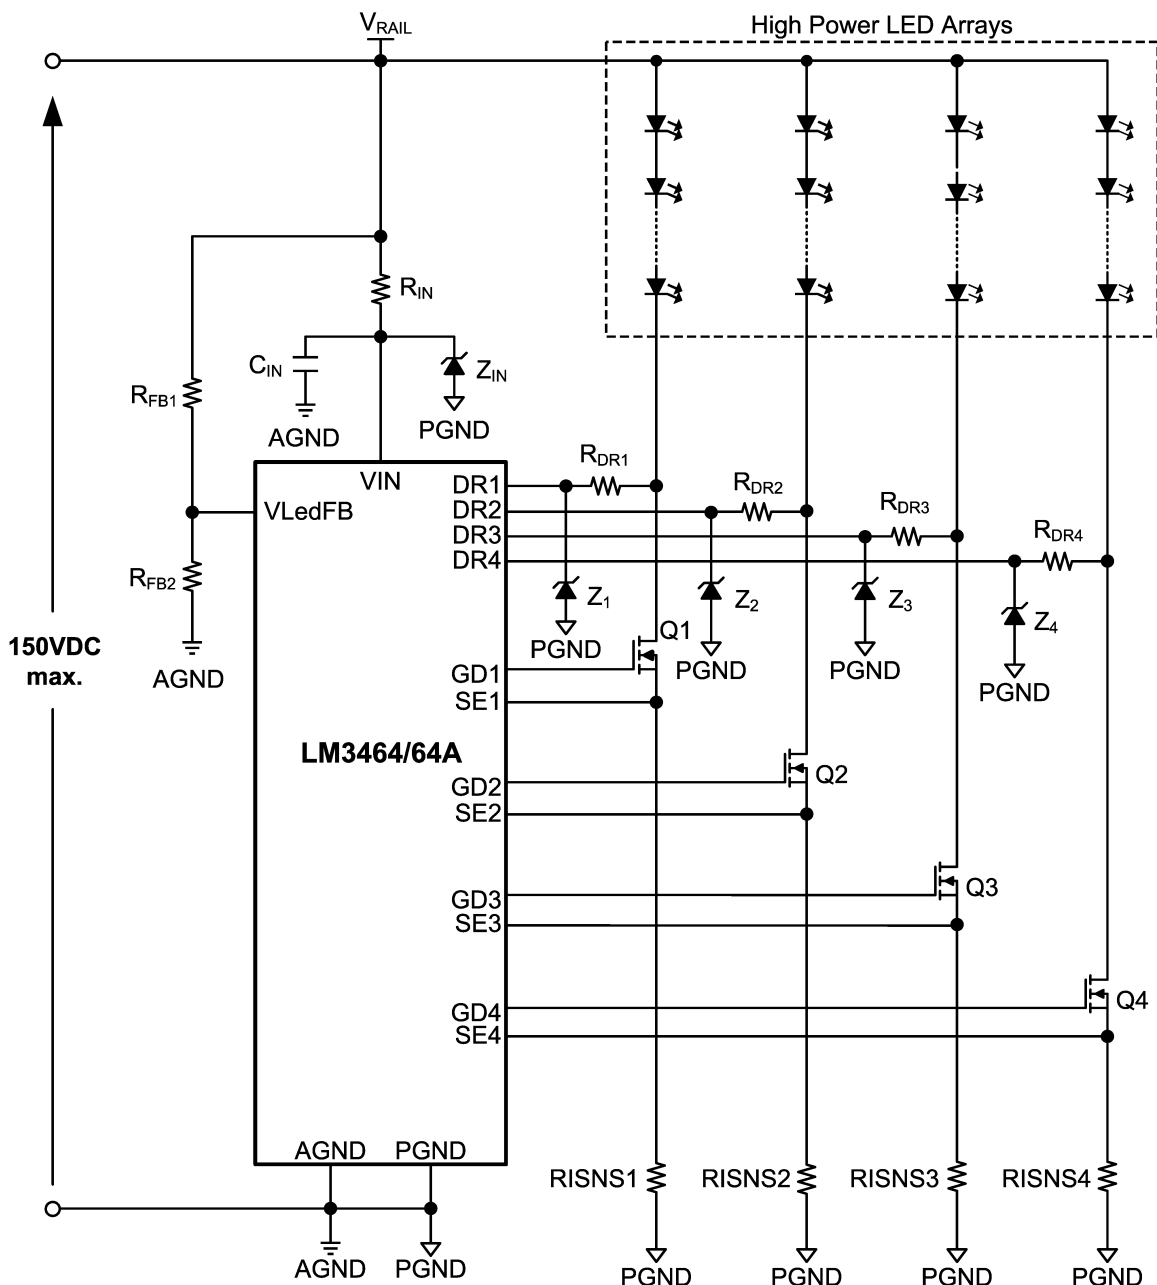 High Power LED Arrays
VRAIL
RIN
CIN
ZIN
RFB1
AGND
PGND
VIN
RDR1
DR1
RDR2
VLedFB
DR2
RDR3
DR3
RDR4
DR4
RFB2
Z1
Z2
Z3
Z4
Q1
150VDC
max.
PGND
PGND
PGND
AGND
GD1
PGND
SE1
LM3464/64A
Q2
GD2
SE2
Q3
GD3
SE3
Q4
GD4
SE4
AGND
PGND
RISNS1
RISNS2
RISNS3
RISNS4
AGND
PGND
PGND
PGND
PGND
PGND